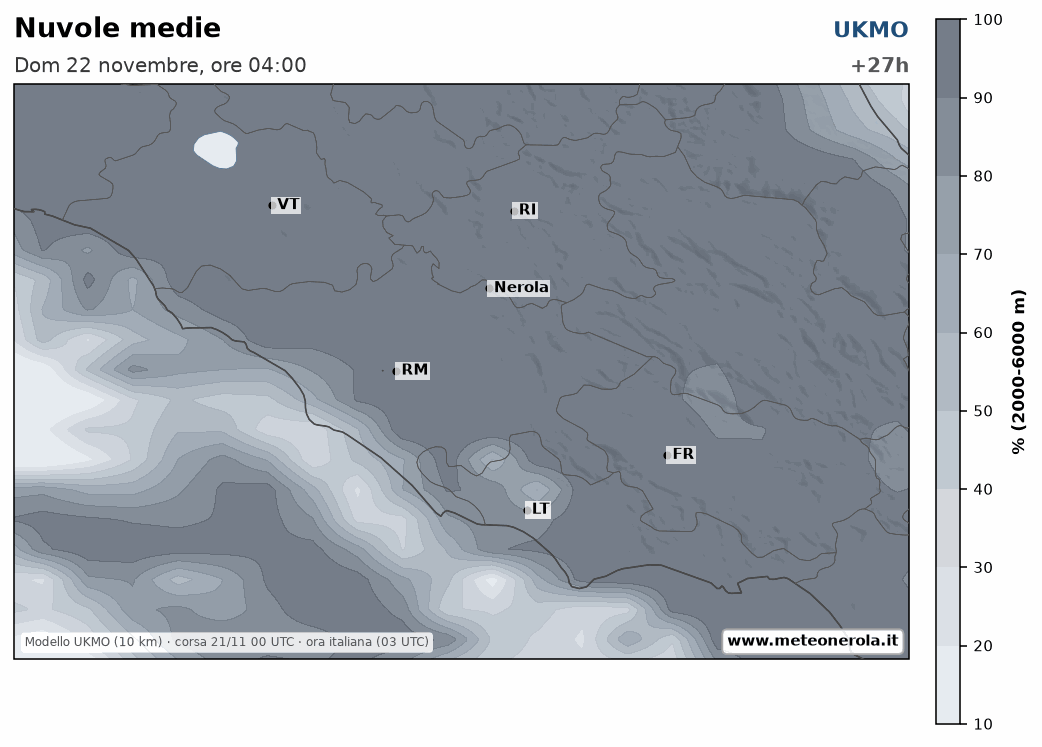 Nuvole medie
UKMO
Dom 22 novembre, ore 04:00
+27h
VT
RI
Nerola
RM
FR
LT
Modello UKMO (10 km) · corsa 21/11 00 UTC · ora italiana (03 UTC)
www.meteonerola.it
100
90
80
70
60
50
40
30
20
10
% (2000-6000 m)